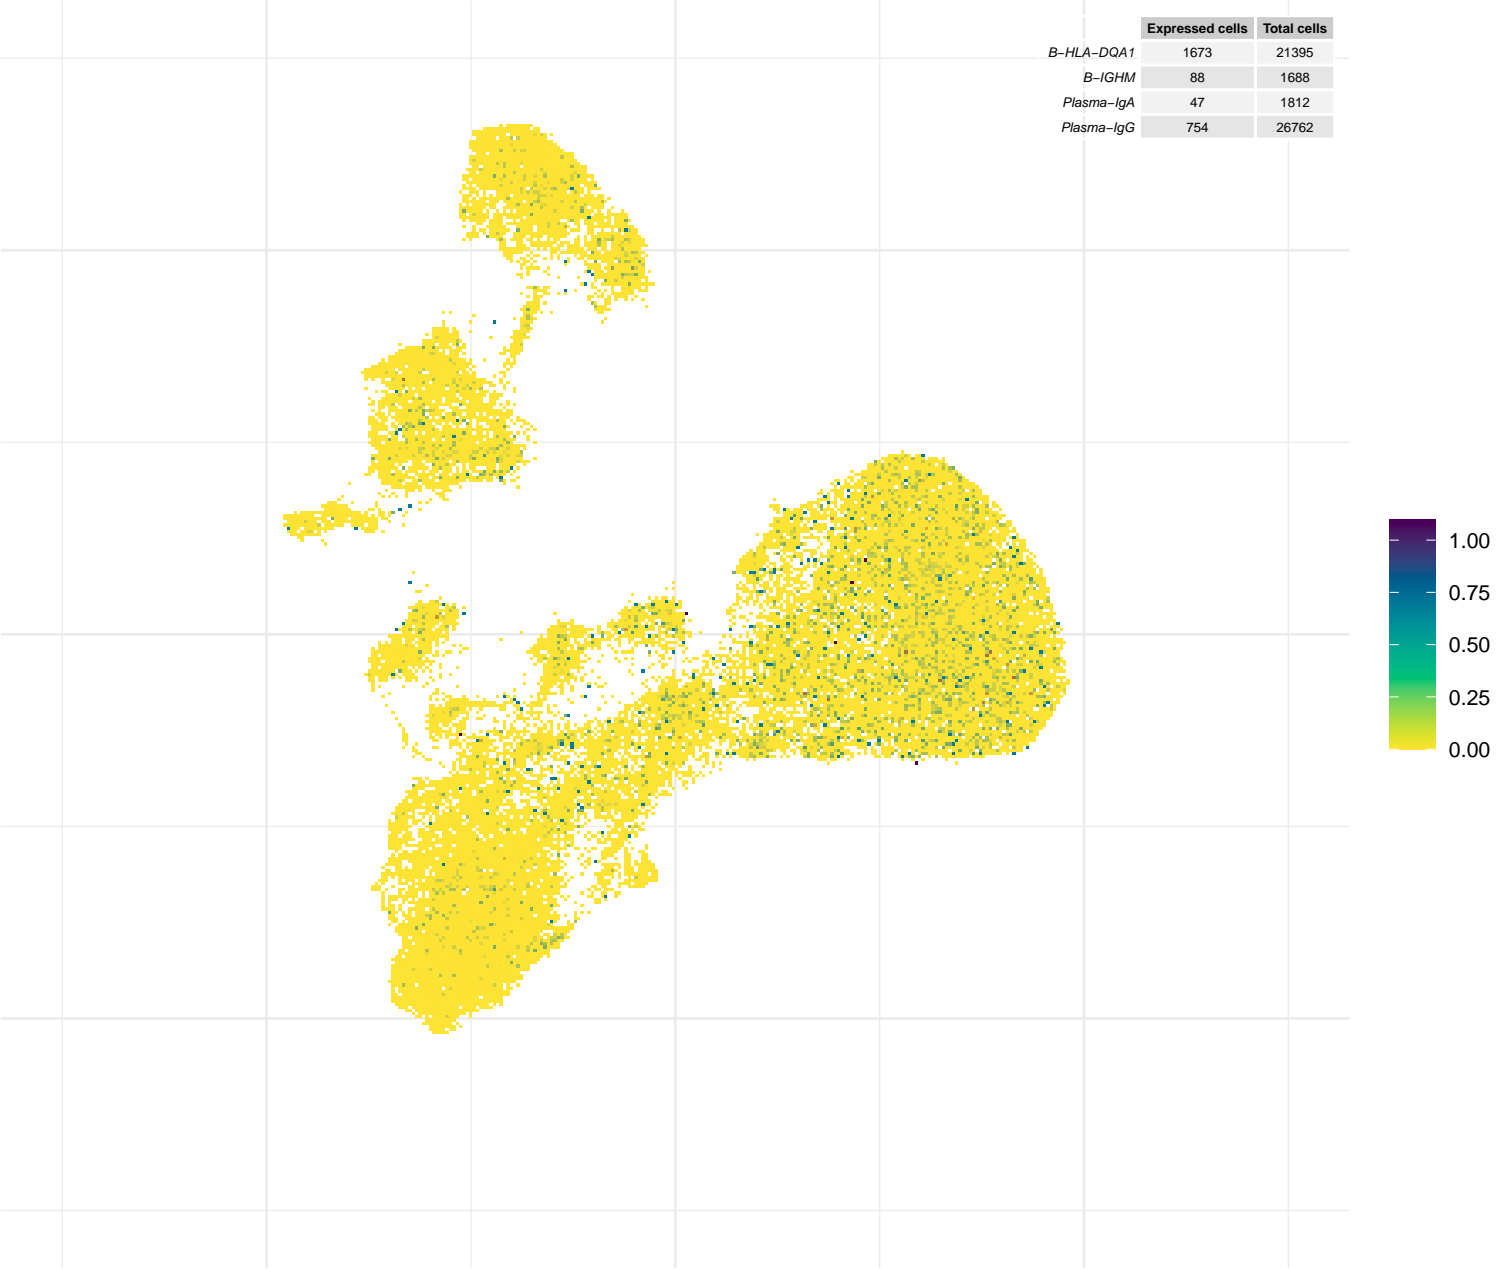 Expressed cells Total cells
B−HLA−DQA1 1673 21395
B−IGHM 88 1688
Plasma−IgA 47 1812
Plasma−IgG 754 26762
1.00
0.75
0.50
0.25
0.00